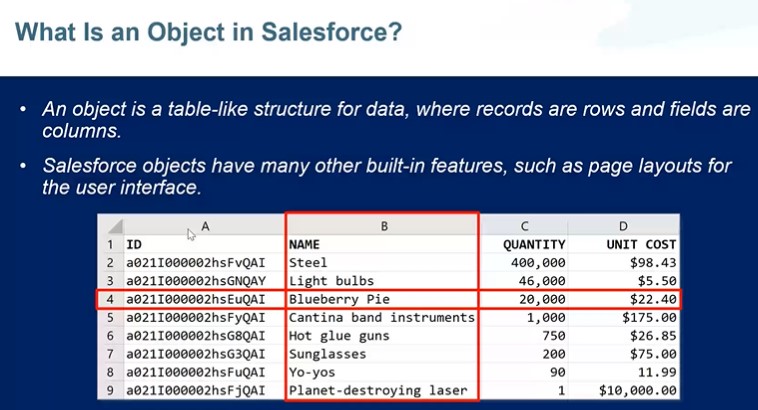 What Is an Object in Salesforce?
• An object is a table-like structure for data, where records are rows and fields are
columns.
• Salesforce objects have many other built-in features, such as page layouts for
the user interface.
A B C D
1 ID NAME QUANTITY UNIT COST
2 a021I000002hsFvQAI Steel 400,000 $98.43
3 a021I000002hsGNQAY Light bulbs 46,000 $5.50
4 a021I000002hsEuQAI Blueberry Pie 20,000 $22.40
5 a021I000002hsFyQAI Cantina band instruments 1,000 $175.00
6 a021I000002hsG8QAI Hot glue guns 750 $26.85
7 a021I000002hsG3QAI Sunglasses 200 $75.00
8 a021I000002hsFuQAI Yo-yos 90 11.99
9 a021I000002hsFjQAI Planet-destroying laser 1 $10,000.00